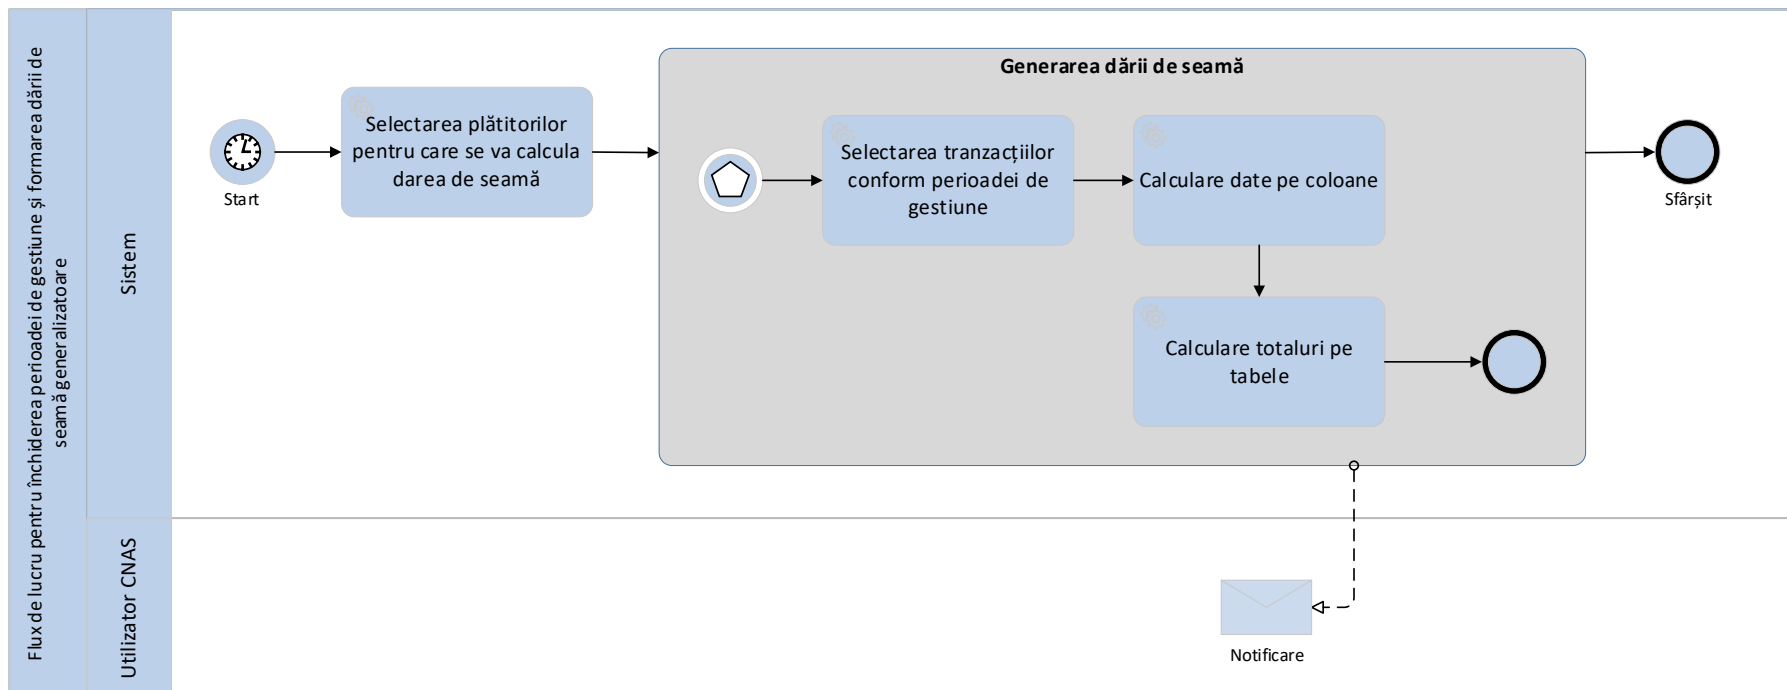 Flux de lucru pentru închiderea perioadei de gestiune și formarea dării de
seamă generalizatoare
Sistem
Start
Selectarea plătitorilor
pentru care se va calcula
darea de seamă
Generarea dării de seamă
Selectarea tranzacțiilor
conform perioadei de
gestiune
Calculare date pe coloane
Calculare totaluri pe
tabele
Sfârșit
Utilizator CNAS
Notificare